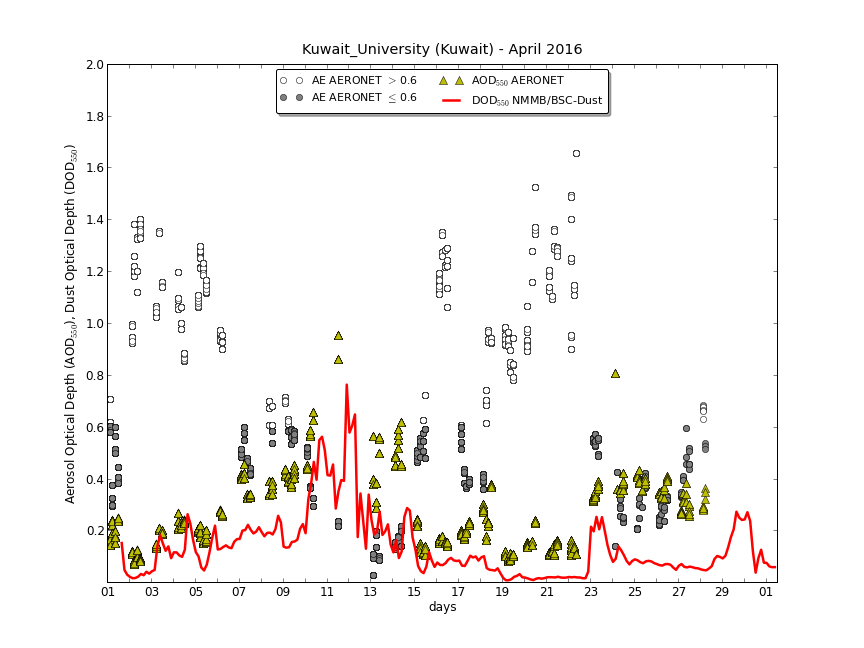 Kuwait_University (Kuwait) - April 2016
AE AERONET > 0.6
AE AERONET ≤ 0.6
AOD550 AERONET
DOD550 NMMB/BSC-Dust
Aerosol Optical Depth (AOD550), Dust Optical Depth (DOD550)
2.0
1.8
1.6
1.4
1.2
1.0
0.8
0.6
0.4
0.2
01 03 05 07 09 11 13 15 17 19 21 23 25 27 29 01
days